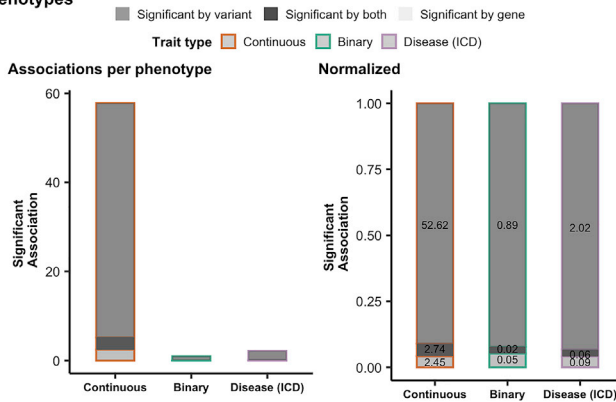 Significant by variant Significant by both Significant by gene
Trait type Continuous Binary Disease (ICD)
Associations per phenotype
Normalized
Significant
Association
60
40
20
0
Continuous Binary Disease (ICD)
Significant
Association
1.00
0.75
0.50
0.25
0.00
52.62 0.89 2.02
2.74 0.02 0.06
2.45 0.05 0.09
Continuous Binary Disease (ICD)